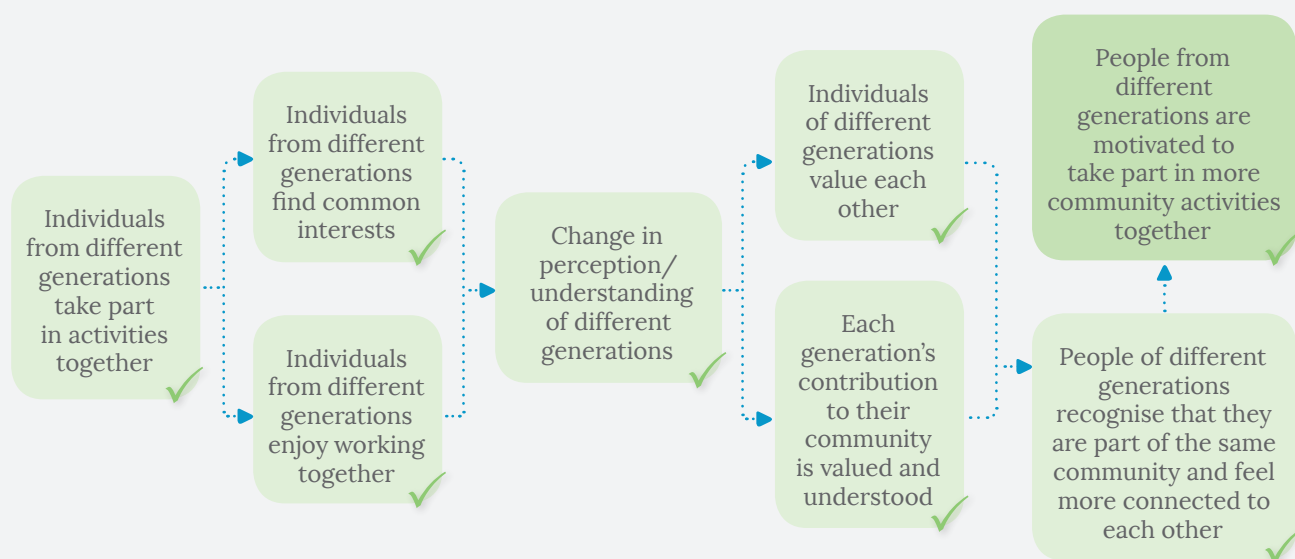 Individuals
from different
generations
take part
in activities
together
Individuals
from different
generations
find common
interests
Individuals
from different
generations
enjoy working
together
Change in
perception/
understanding
of different
generations
Individuals
of different
generations
value each
other
Each
generation’s
contribution
to their
community
is valued and
understood
People of different
generations
recognise that they
are part of the same
community and feel
more connected to
each other
People from
different
generations are
motivated to
take part in more
community activities
together